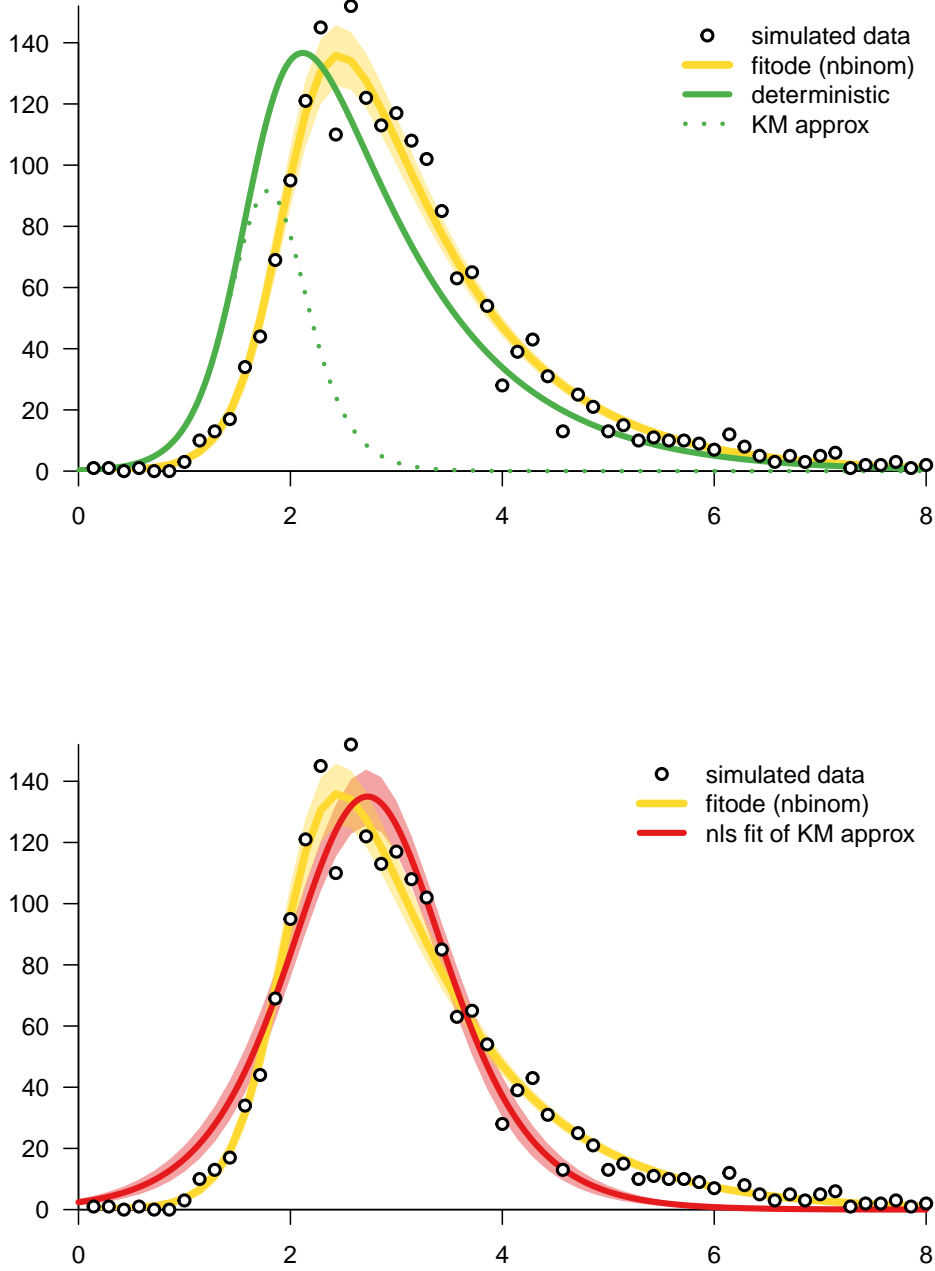 140
120
100
80
60
40
20
0
0 2 4 6 8
simulated data
fitode (nbinom)
deterministic
KM approx
140
120
100
80
60
40
20
0
0 2 4 6 8
simulated data
fitode (nbinom)
nls fit of KM approx